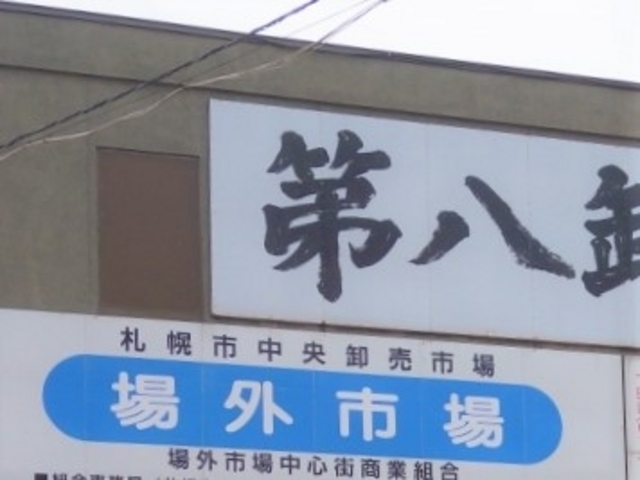 第八卸
札幌市中央卸売市場
場外市場
場外市場中心街商業組合